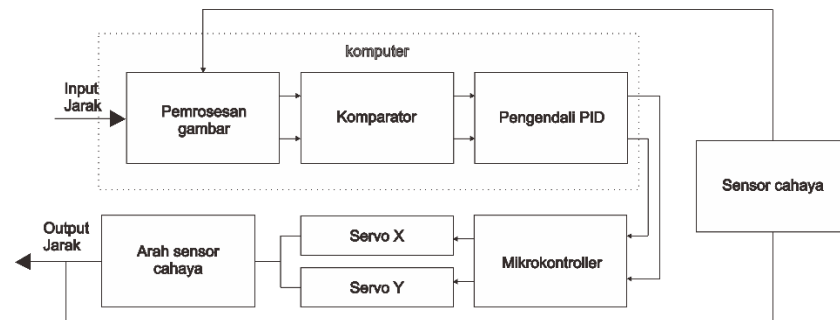 komputer
Input
Jarak
Pemrosesan
gambar
Komparator
Pengendali PID
Sensor cahaya
Output
Jarak
Arah sensor
cahaya
Servo X
Servo Y
Mikrokontroller